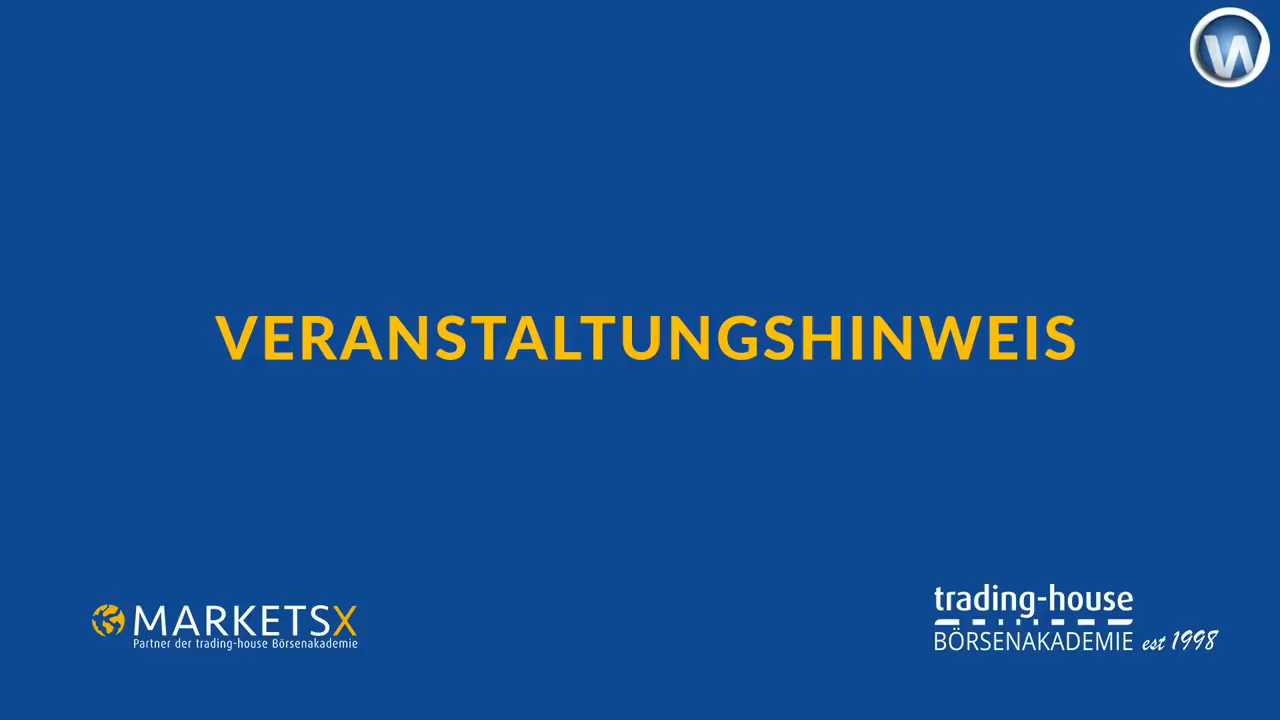 W
VERANSTALTUNGSHINWEIS
MARKETSX
Partner der trading-house Börsenakademie
trading-house
BÖRSENAKADEMIE est 1998